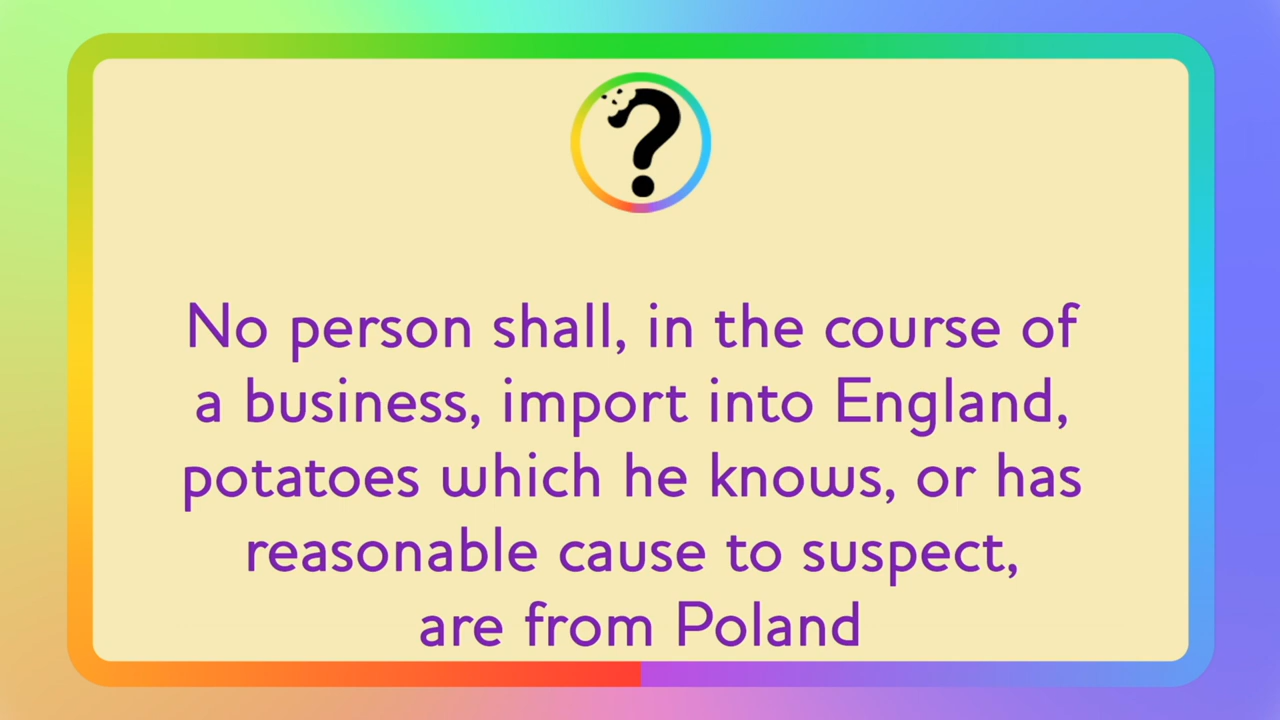 ?
No person shall, in the course of
a business, import into England,
potatoes which he knows, or has
reasonable cause to suspect,
are from Poland